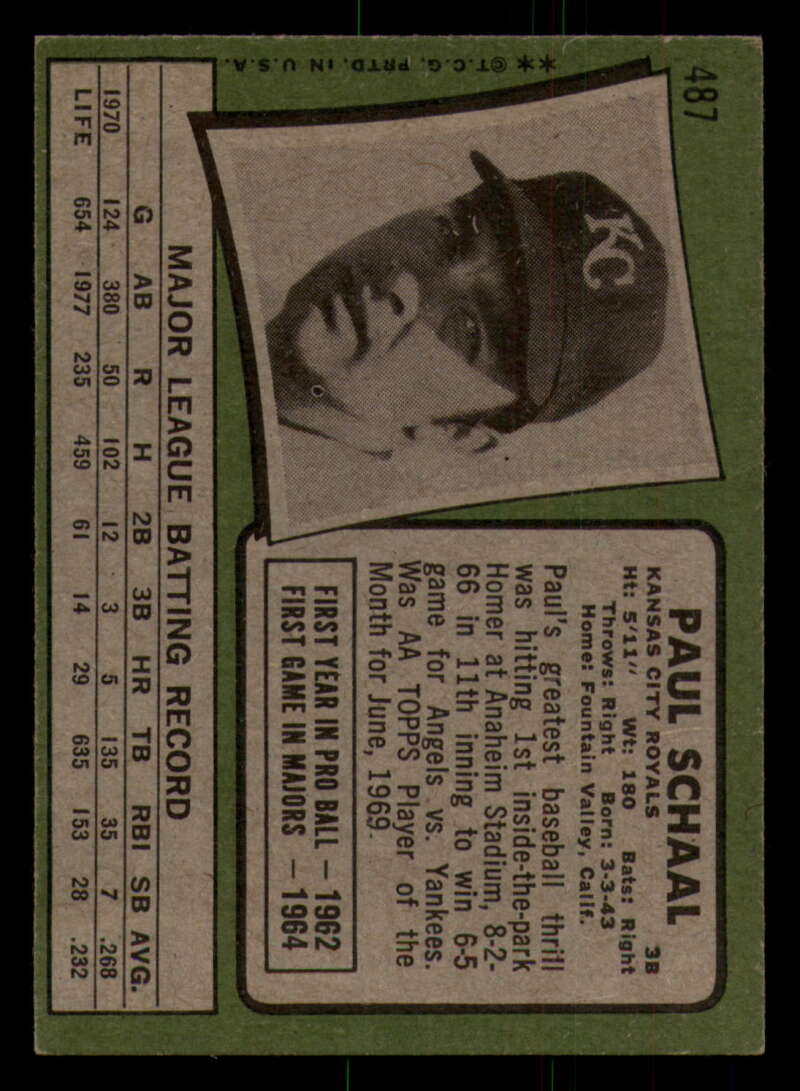 487
**©T.C.G. PRTD. IN U.S.A.
KC
PAUL SCHAAL
KANSAS CITY ROYALS 3B
Ht: 5'11" Wt: 180 Bats: Right
Throws: Right Born: 3-3-43
Home: Fountain Valley, Calif.
Paul's greatest baseball thrill
was hitting 1st inside-the-park
Homer at Anaheim Stadium, 8-2-
66 in 11th inning to win 6-5
game for Angels vs. Yankees.
Was AA TOPPS Player of the
Month for June, 1969.
FIRST YEAR IN PRO BALL — 1962
FIRST GAME IN MAJORS — 1964
MAJOR LEAGUE BATTING RECORD
G AB R H 2B 3B HR TB RBI SB AVG.
1970 124 380 50 102 12 3 5 135 35 7 .268
LIFE 654 1977 235 459 61 14 29 635 153 28 .232